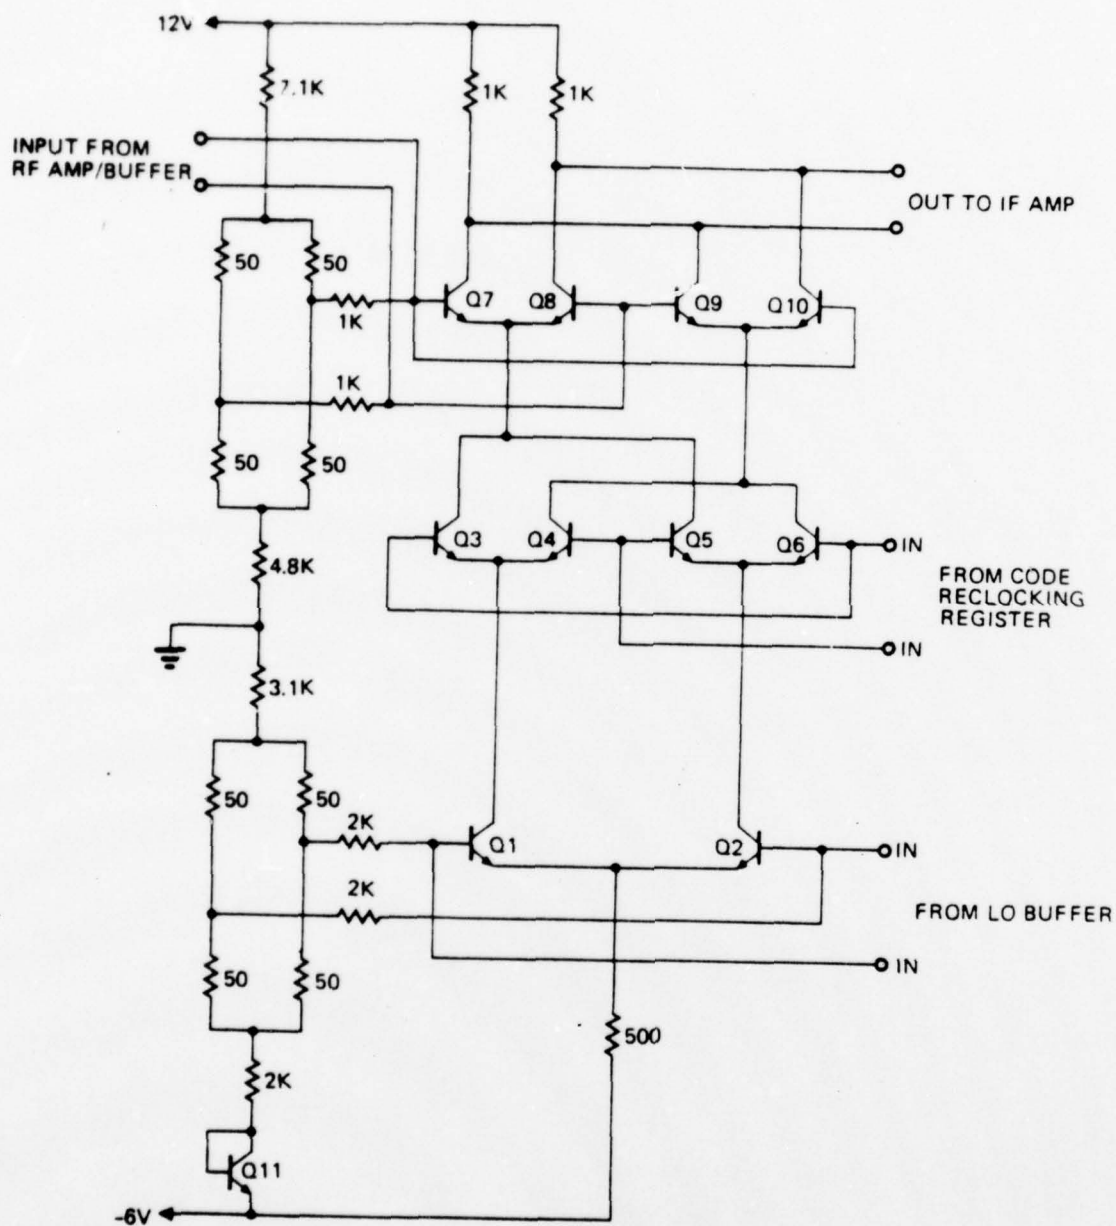 12V
7.1K
1K
1K
INPUT FROM
RF AMP/BUFFER
OUT TO IF AMP
50
50
Q7
Q8
Q9
Q10
1K
1K
50
50
Q3
Q4
Q5
Q6
IN
4.8K
FROM CODE
RECLOCKING
REGISTER
IN
3.1K
50
50
2K
Q1
Q2
IN
2K
FROM LO BUFFER
50
50
IN
500
2K
Q11
-6V